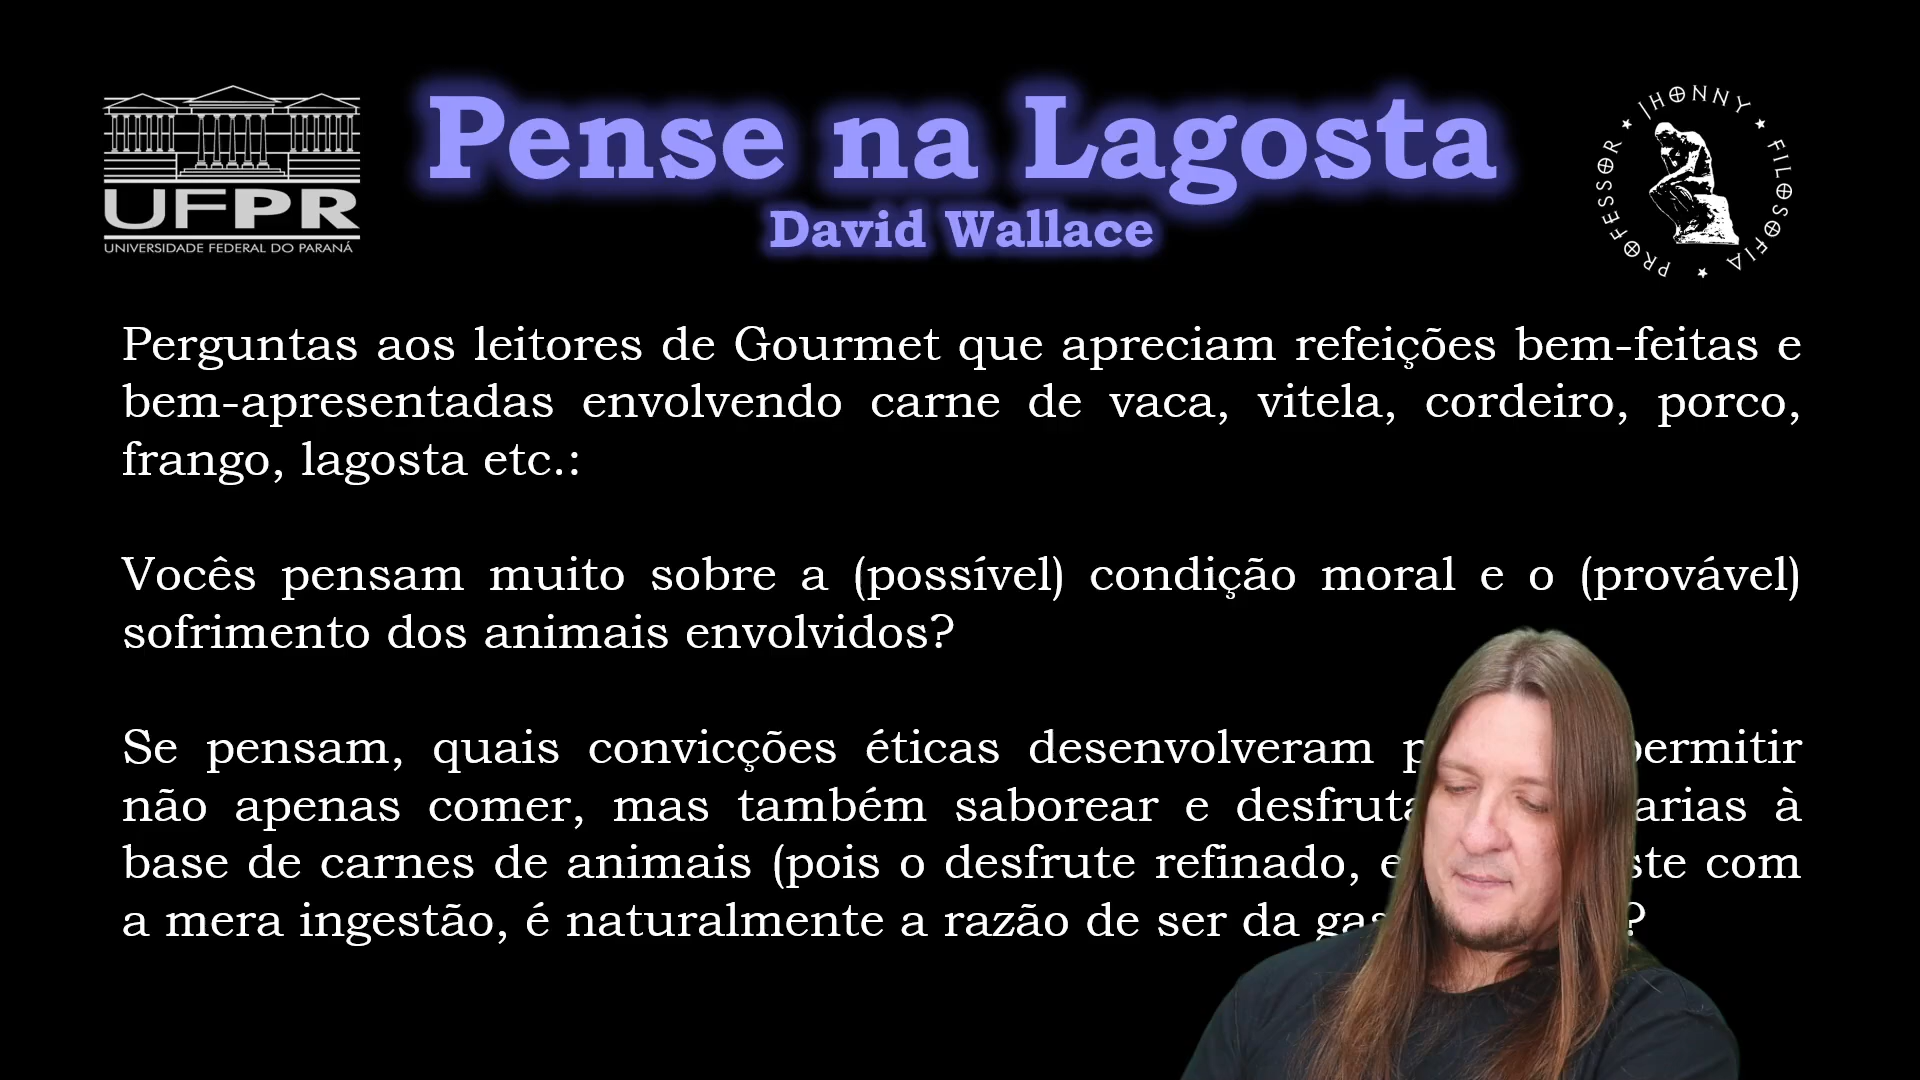 UFPR
UNIVERSIDADE FEDERAL DO PARANÁ
Pense na Lagosta
David Wallace
PROFESSOR ★ JHONNY ★ FILOSOFIA ★
Perguntas aos leitores de Gourmet que apreciam refeições bem-feitas e
bem-apresentadas envolvendo carne de vaca, vitela, cordeiro, porco,
frango, lagosta etc.:
Vocês pensam muito sobre a (possível) condição moral e o (provável)
sofrimento dos animais envolvidos?
Se pensam, quais convicções éticas desenvolveram permitir
não apenas comer, mas também saborear e à
base de carnes de animais (pois o desfrute refinado, com
a mera ingestão, é naturalmente a razão de ser da ?